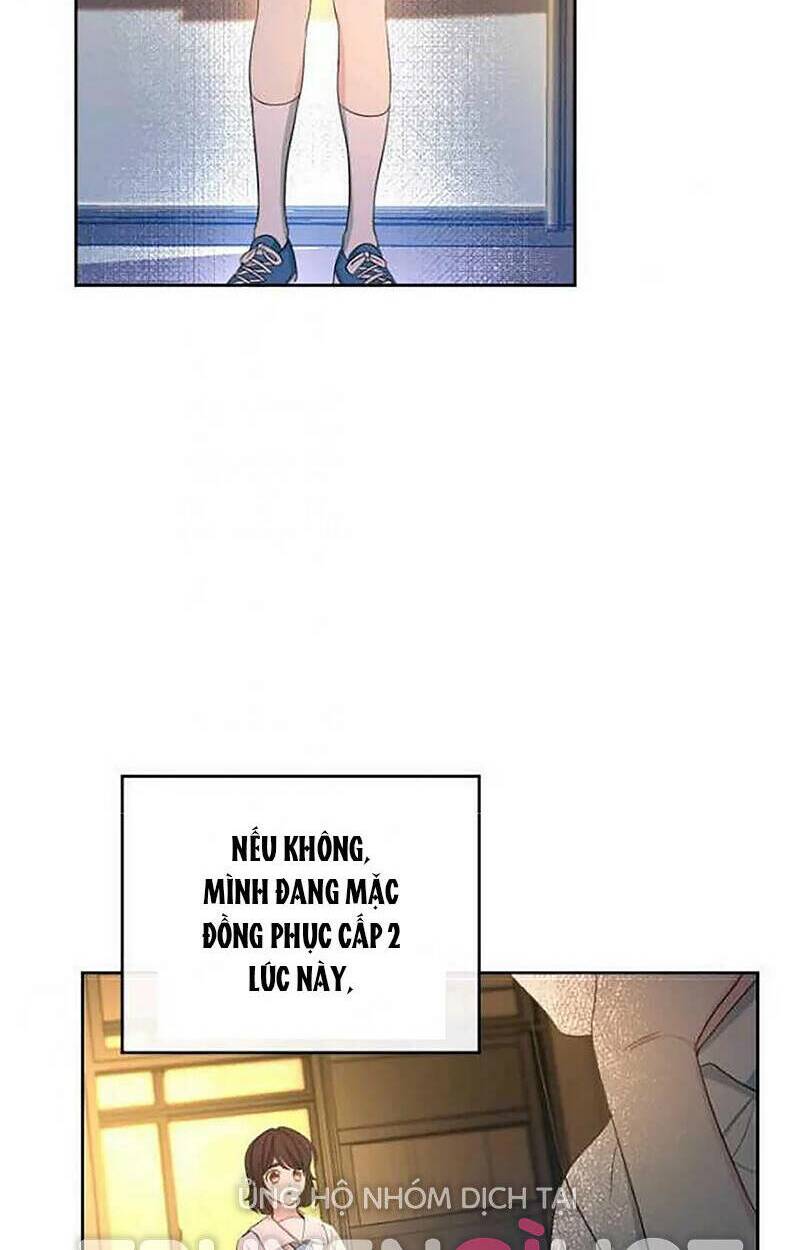 NẾU KHÔNG,
MÌNH ĐANG MẶC
ĐỒNG PHỤC CẤP 2
LÚC NÀY,
ỦNG HỘ NHÓM DỊCH TẠI